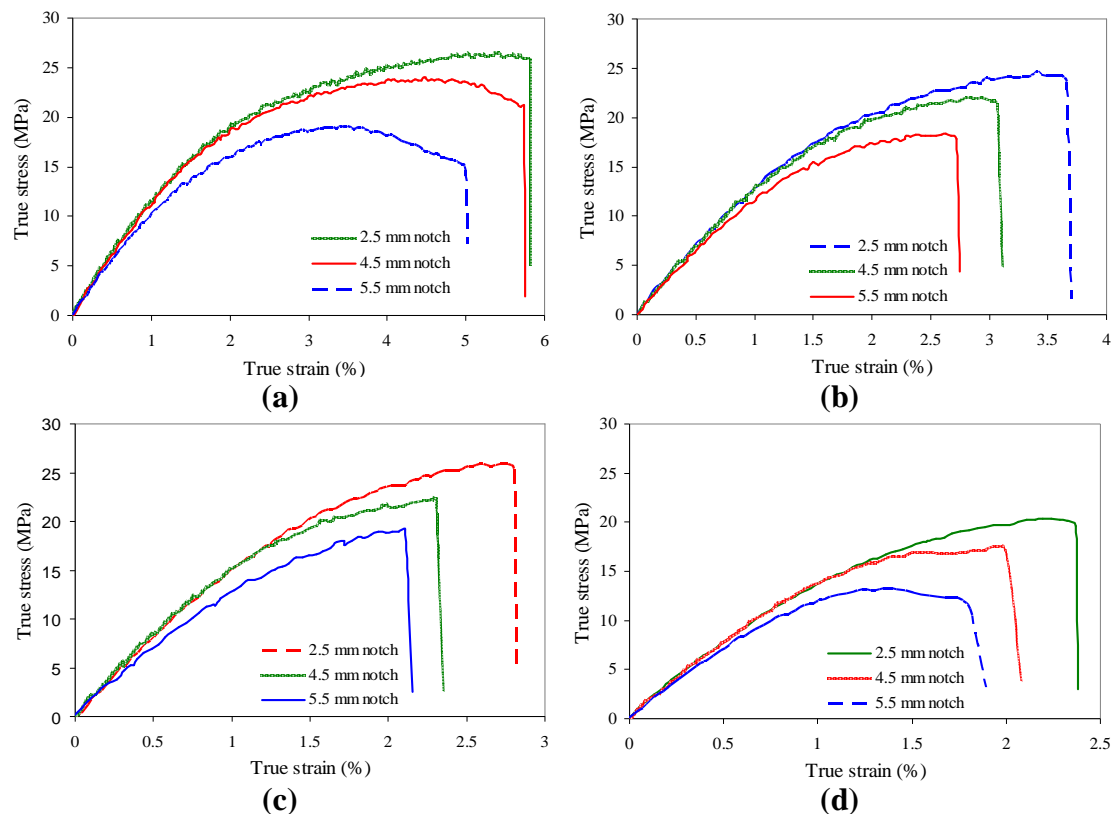 30
25
20
15
10
5
0
True stress (MPa)
2.5 mm notch
4.5 mm notch
5.5 mm notch
0 1 2 3 4 5 6
True strain (%)
(a)
30
25
20
15
10
5
0
True stress (MPa)
2.5 mm notch
4.5 mm notch
5.5 mm notch
0 0.5 1 1.5 2 2.5 3 3.5 4
True strain (%)
(b)
30
25
20
15
10
5
0
True stress (MPa)
2.5 mm notch
4.5 mm notch
5.5 mm notch
0 0.5 1 1.5 2 2.5 3
True strain (%)
(c)
30
25
20
15
10
5
0
True stress (MPa)
2.5 mm notch
4.5 mm notch
5.5 mm notch
0 0.5 1 1.5 2 2.5
True strain (%)
(d)